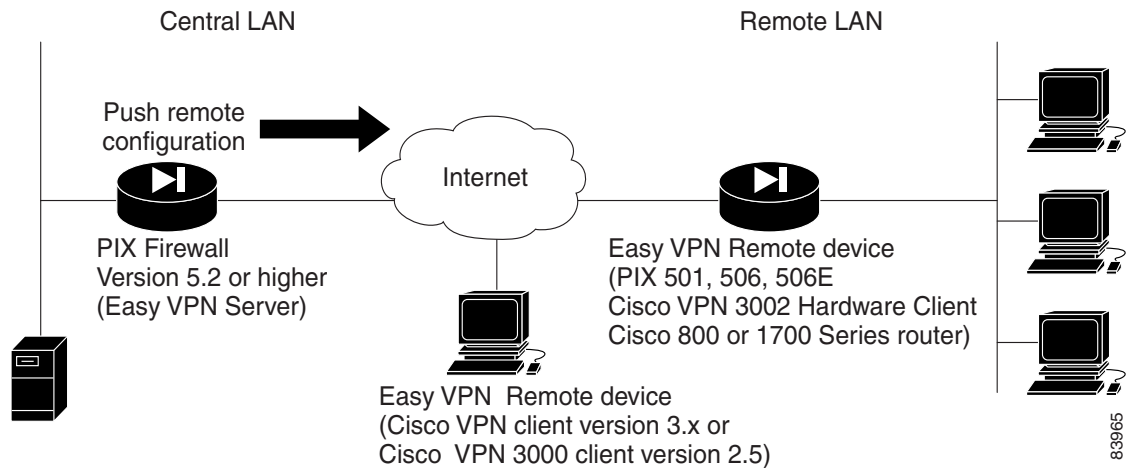 Central LAN
Remote LAN
Push remote
configuration
Internet
PIX Firewall
Version 5.2 or higher
(Easy VPN Server)
Easy VPN Remote device
(PIX 501, 506, 506E
Cisco VPN 3002 Hardware Client
Cisco 800 or 1700 Series router)
Easy VPN Remote device
(Cisco VPN client version 3.x or
Cisco VPN 3000 client version 2.5)
83965